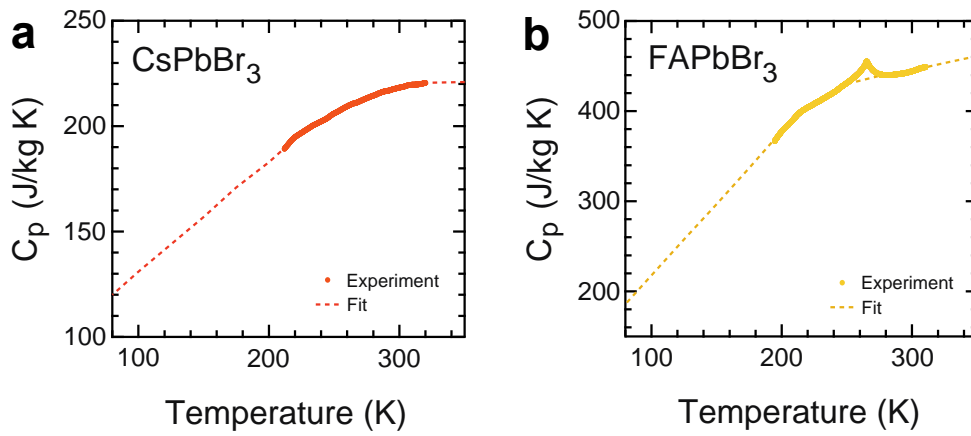 a
CsPbBr3
250
200
150
100
Cp (J/kg K)
Experiment
Fit
100
200
300
Temperature (K)
b
FAPbBr3
500
400
300
200
Cp (J/kg K)
Experiment
Fit
100
200
300
Temperature (K)